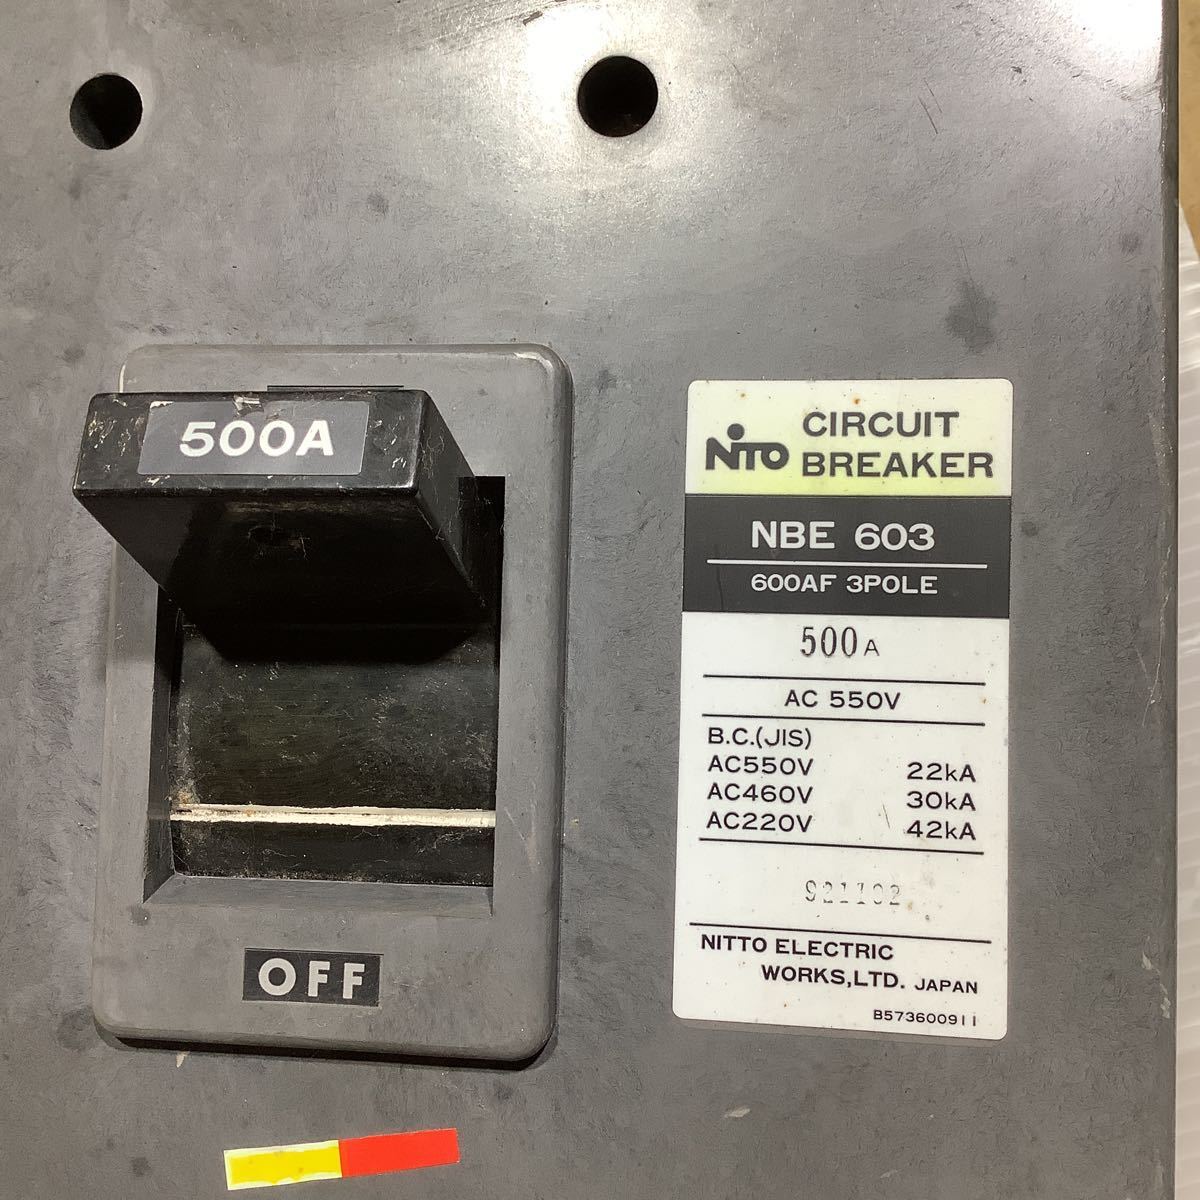 500A
OFF
NITO CIRCUIT
BREAKER
NBE 603
600AF 3POLE
500 A
AC 550V
B.C.(JIS)
AC550V 22kA
AC460V 30kA
AC220V 42kA
921102
NITTO ELECTRIC
WORKS,LTD. JAPAN
B573600911